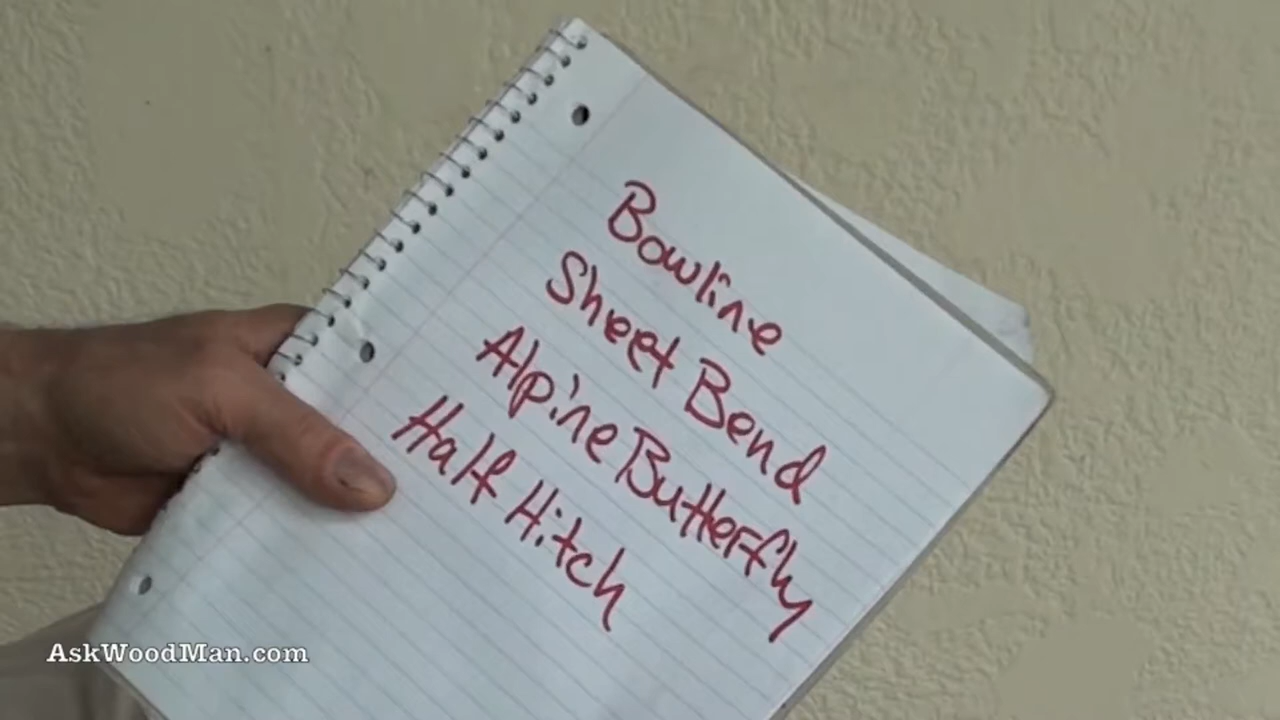 Bowline
Sheet Bend
Alpine Butterfly
Half Hitch
AskWoodMan.com